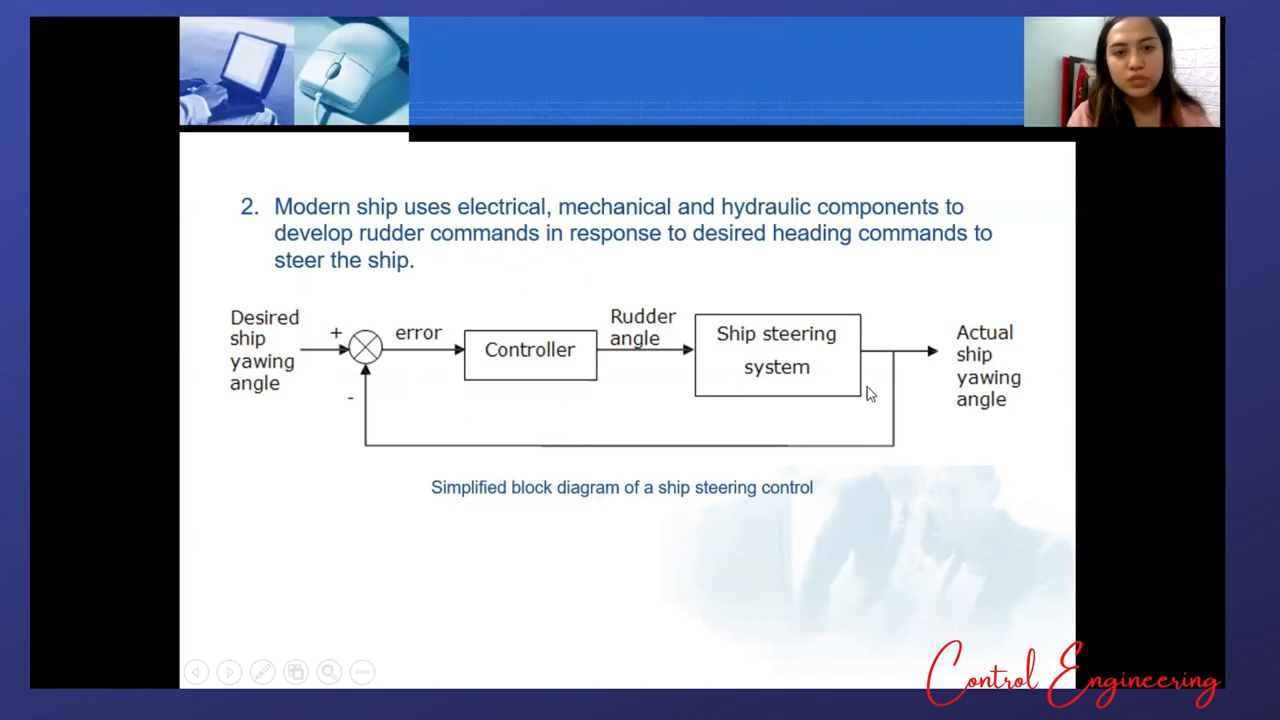 2. Modern ship uses electrical, mechanical and hydraulic components to
develop rudder commands in response to desired heading commands to
steer the ship.
Desired
ship
yawing
angle
+
-
error
Controller
Rudder
angle
Ship steering
system
Actual
ship
yawing
angle
Simplified block diagram of a ship steering control
Control Engineering